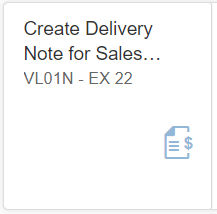 Create Delivery
Note for Sales...
VL01N - EX 22
$